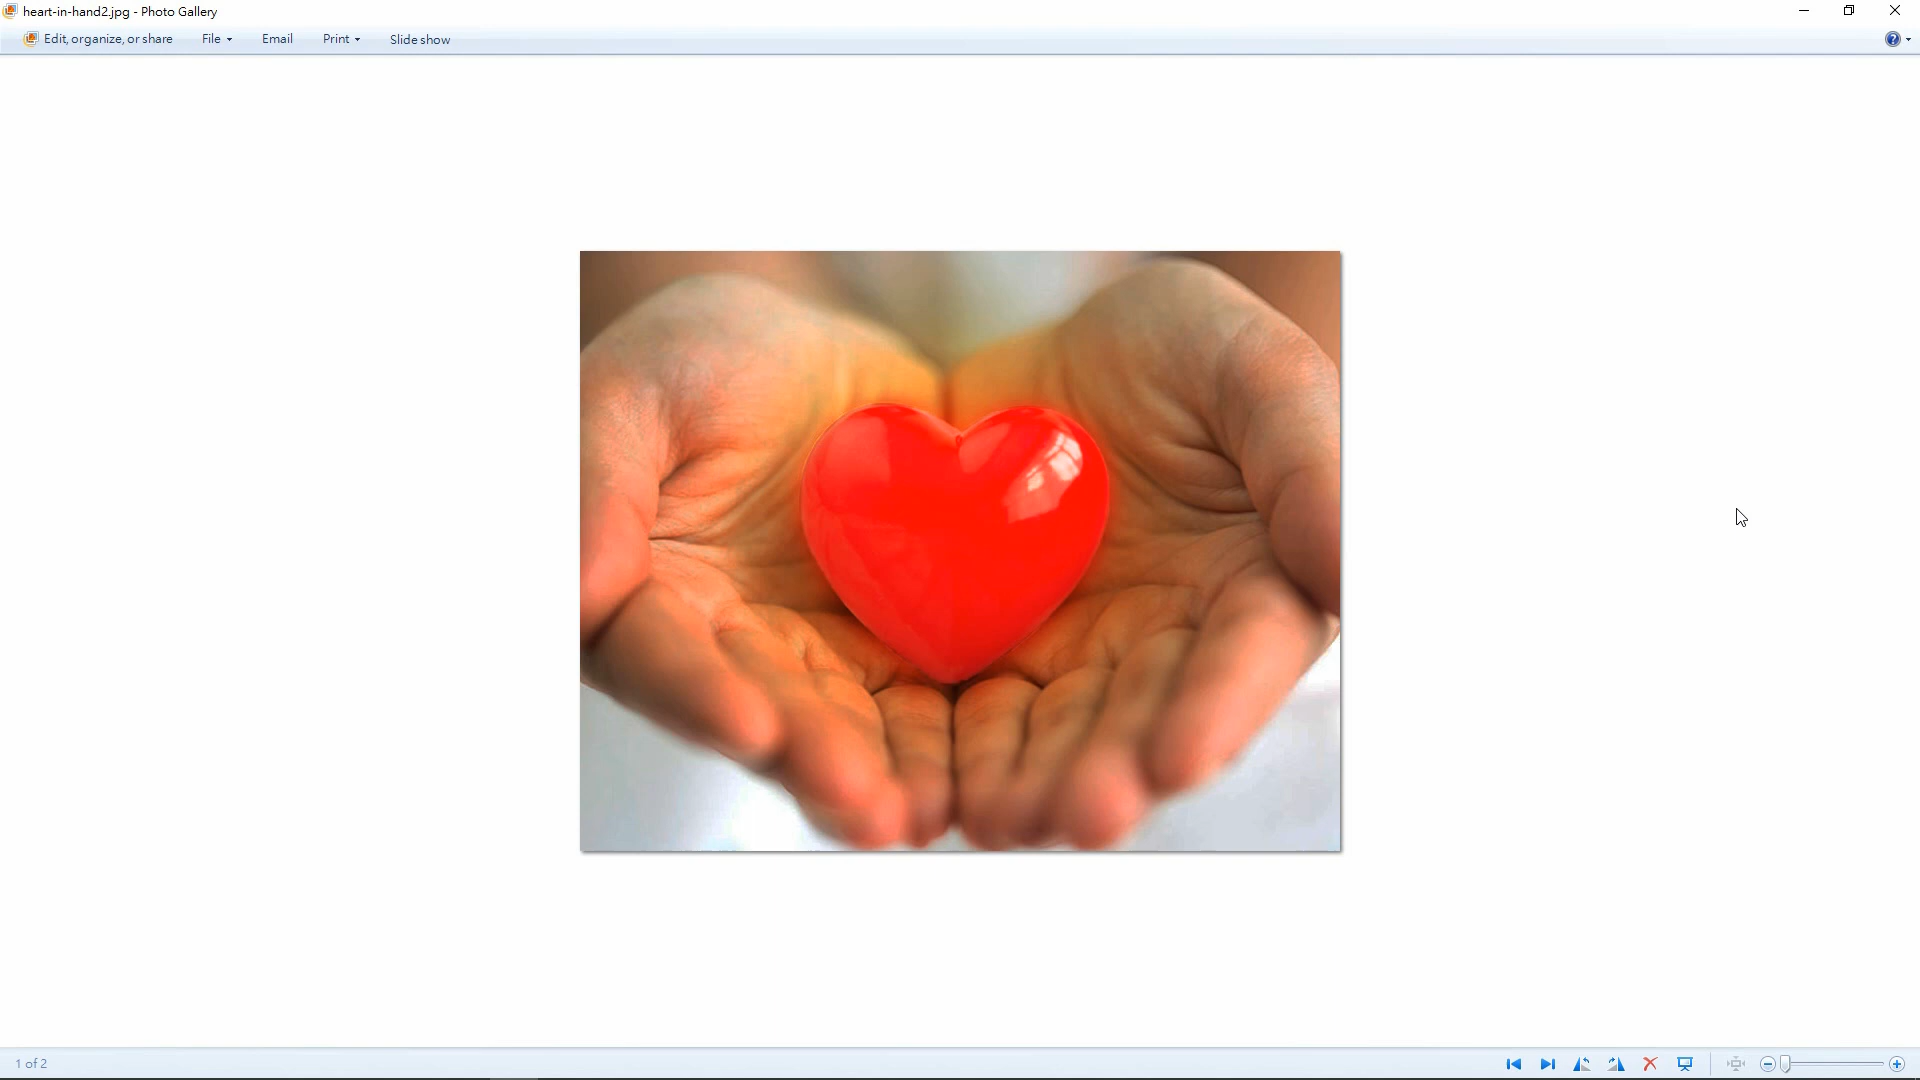 heart-in-hand2.jpg - Photo Gallery
Edit, organize, or share File Email Print Slide show
1 of 2